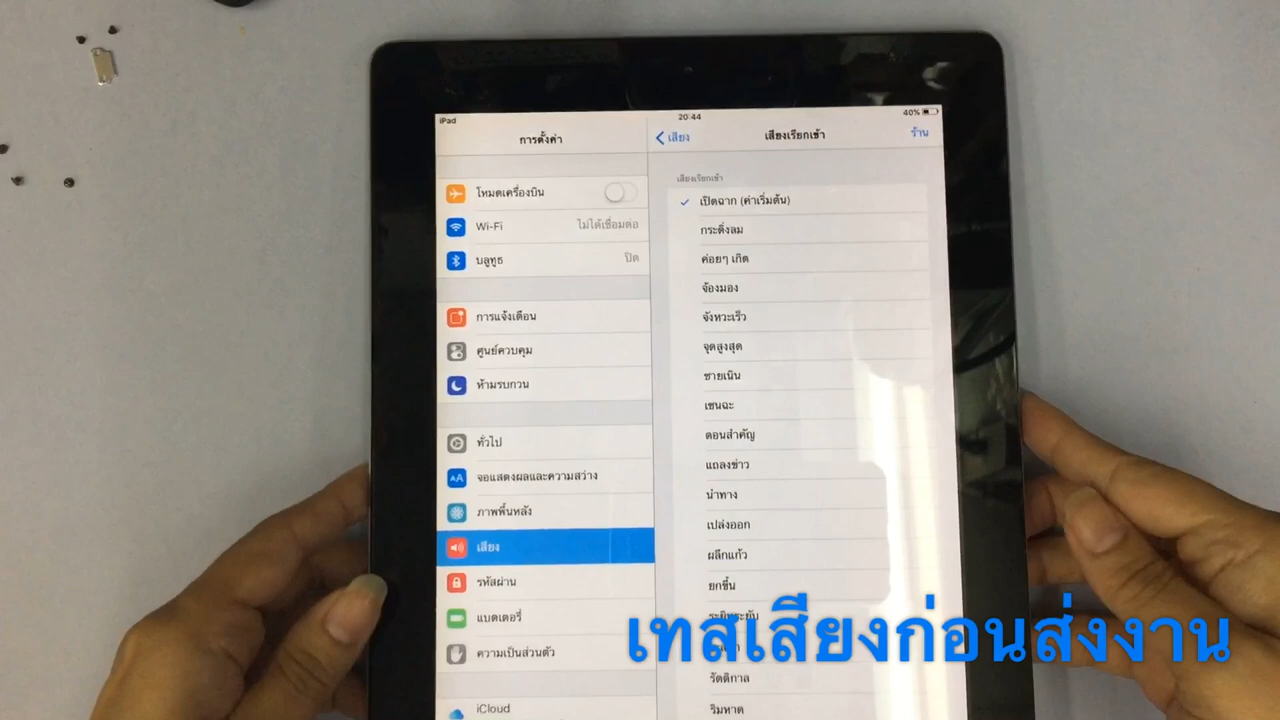 iPad
20:44
40%
การตั้งค่า
โหมดเครื่องบิน
Wi-Fi
ไม่ได้เชื่อมต่อ
บลูทูธ
ปิด
การแจ้งเตือน
ศูนย์ควบคุม
ห้ามรบกวน
ทั่วไป
จอแสดงผลและความสว่าง
AA
ภาพพื้นหลัง
เสียง
รหัสผ่าน
แบตเตอรี่
ความเป็นส่วนตัว
iCloud
เสียง
เสียงเรียกเข้า
ร้าน
เสียงเรียกเข้า
เปิดฉาก (ค่าเริ่มต้น)
กระดิ่งลม
ค่อยๆ เกิด
จ้องมอง
จังหวะเร็ว
จุดสูงสุด
ชายเนิน
เซนฉะ
ตอนสำคัญ
แถลงข่าว
นำทาง
เปล่งออก
ผลึกแก้ว
ยกขึ้น
ระยิบระยับ
รัตติกาล
ริมหาด
เทสเสียงก่อนส่งงาน